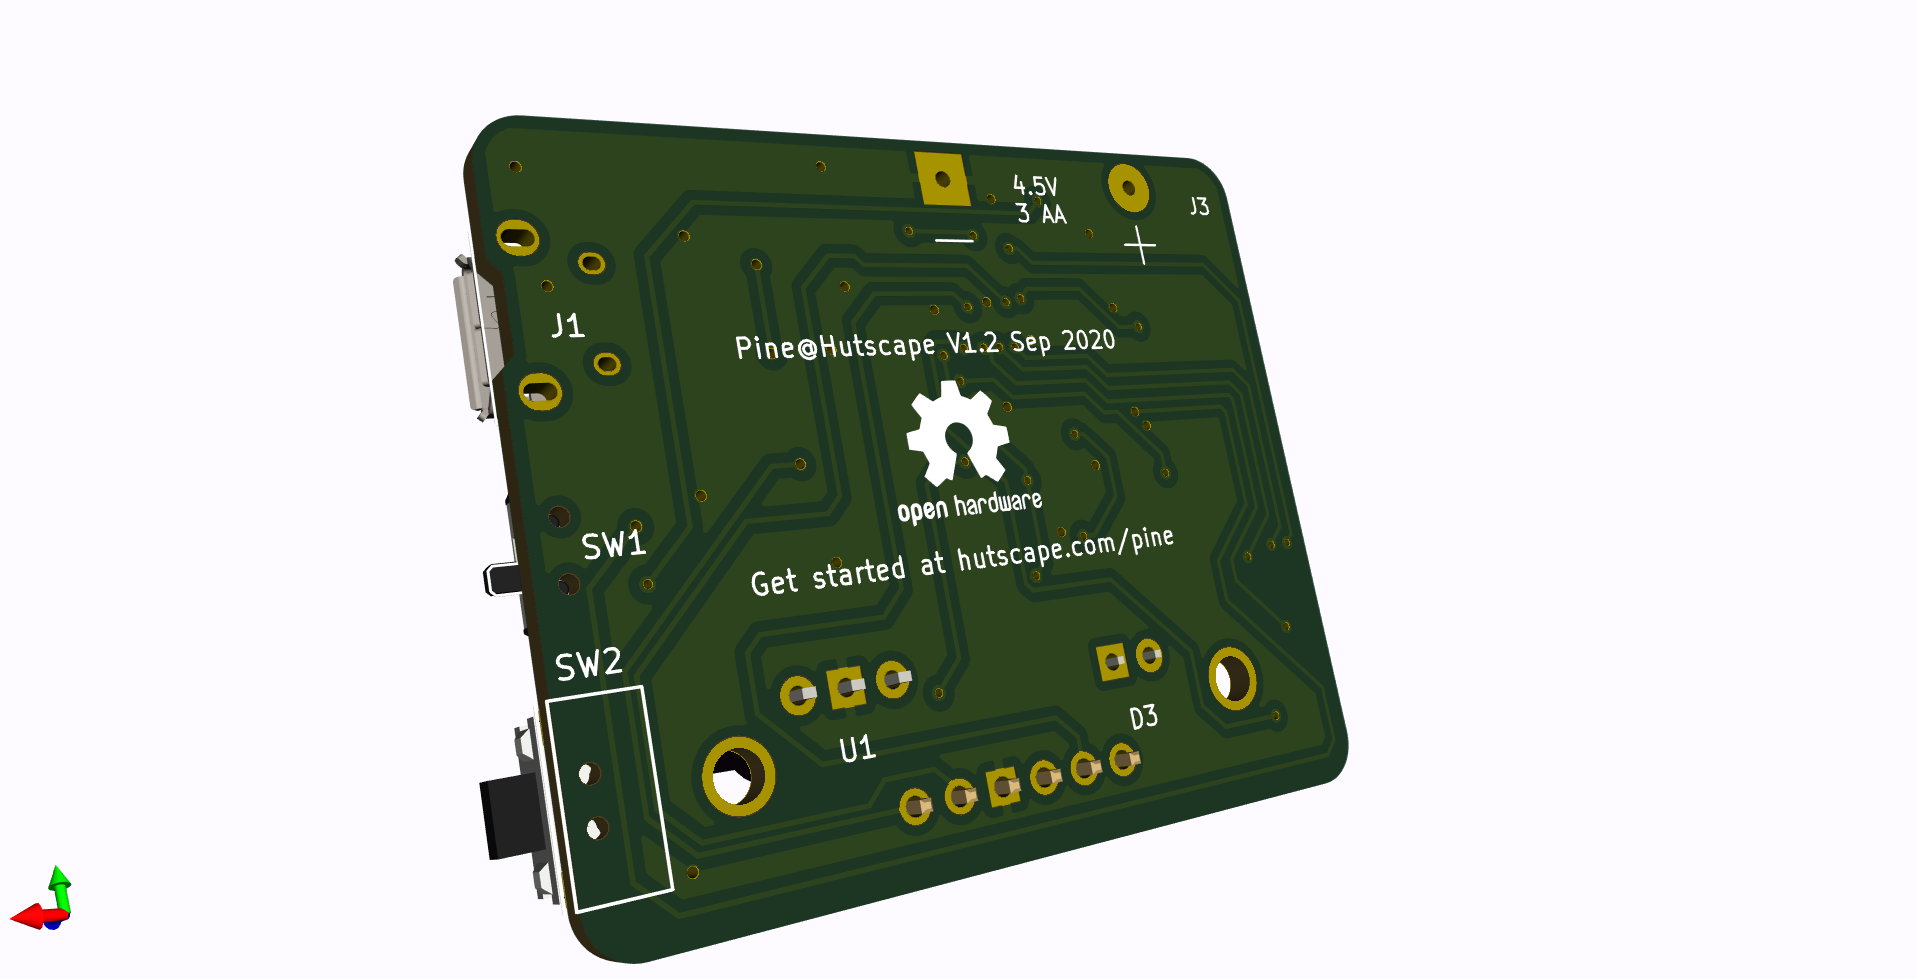 4.5V
3 AA
J3
J1
Pine@Hutscape V1.2 Sep 2020
open hardware
SW1
Get started at hutscape.com/pine
SW2
U1
D3